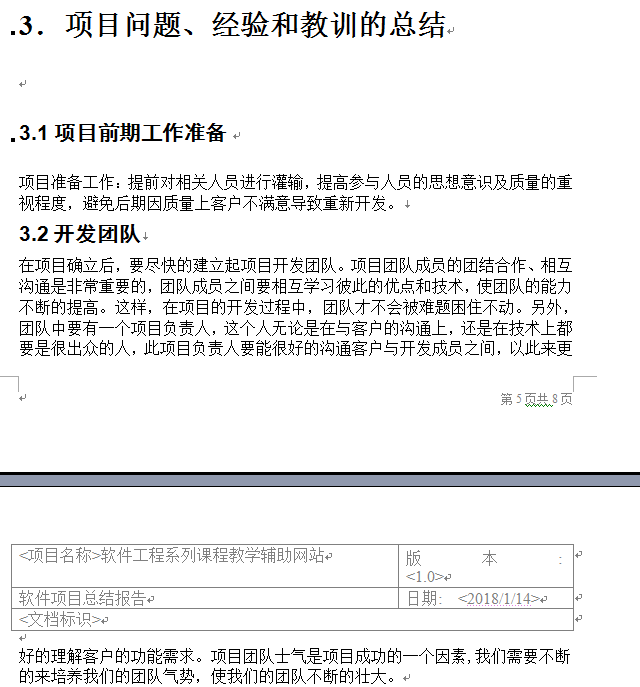 3. 项目问题、经验和教训的总结
3.1 项目前期工作准备
项目准备工作：提前对相关人员进行灌输，提高参与人员的思想意识及质量的重
视程度，避免后期因质量上客户不满意导致重新开发。
3.2 开发团队
在项目确立后，要尽快的建立起项目开发团队。项目团队成员的团结合作、相互
沟通是非常重要的，团队成员之间要相互学习彼此的优点和技术，使团队的能力
不断的提高。这样，在项目的开发过程中，团队才不会被难题困住不动。另外，
团队中要有一个项目负责人，这个人无论是在与客户的沟通上，还是在技术上都
要是很出众的人，此项目负责人要能很好的沟通客户与开发成员之间，以此来更
第 5 页共 8 页
<项目名称>软件工程系列课程教学辅助网站
版 本 :
<1.0>
软件项目总结报告
日期: <2018/1/14>
<文档标识>
好的理解客户的功能需求。项目团队士气是项目成功的一个因素,我们需要不断
的来培养我们的团队气势，使我们的团队不断的壮大。